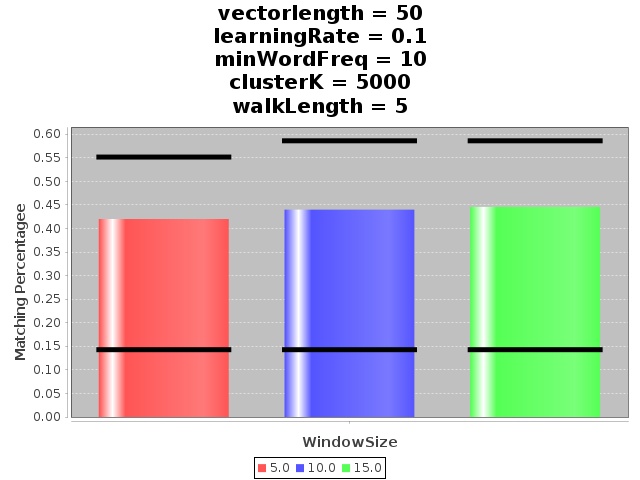 vectorlength = 50
learningRate = 0.1
minWordFreq = 10
clusterK = 5000
walkLength = 5
0.60
0.55
0.50
0.45
0.40
0.35
0.30
0.25
0.20
0.15
0.10
0.05
0.00
Matching Percentagee
WindowSize
5.0 10.0 15.0